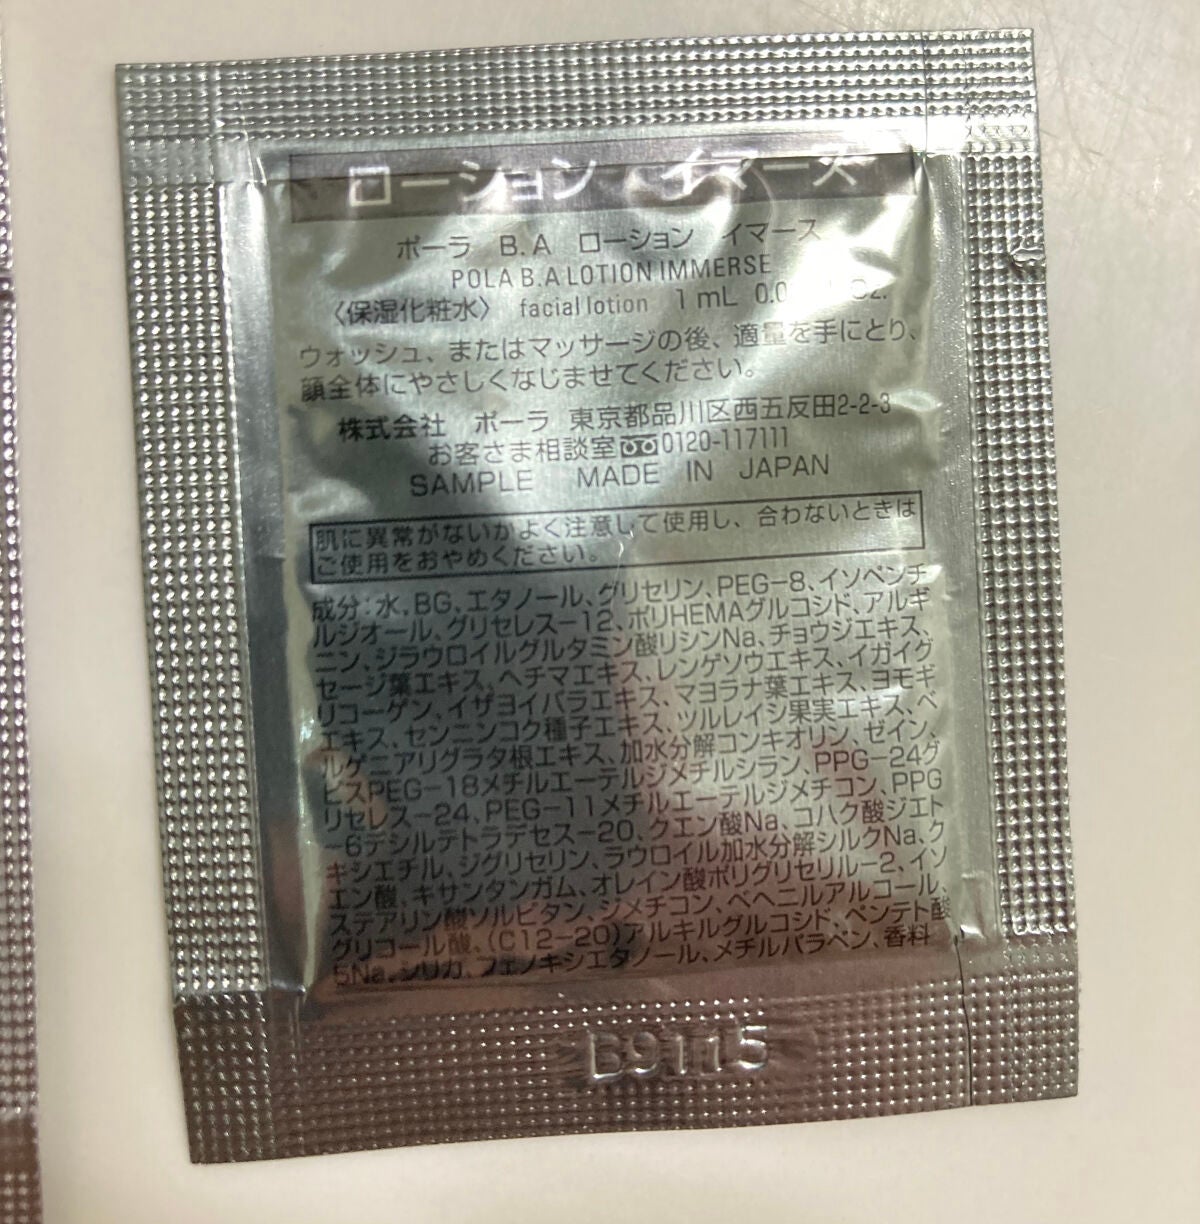 ローション イマース
ポーラ B.A ローション イマース
POLA B.A LOTION IMMERSE
〈保湿化粧水〉 facial lotion 1 mL 0.0 Oz.
ウォッシュ、またはマッサージの後、適量を手にとり、
顔全体にやさしくなじませてください。
株式会社 ポーラ 東京都品川区西五反田2-2-3
お客さま相談室 0120-117111
SAMPLE MADE IN JAPAN
肌に異常がないかよく注意して使用し、合わないときは
ご使用をおやめください。
成分：水、BG、エタノール、グリセリン、PEG-8、イソペンチ
ルジオール、グリセレス-12、ポリHEMAグルコシド、アルギ
ニン、ジラウロイルグルタミン酸リシンNa、チョウジエキス、
セージ葉エキス、ヘチマエキス、レンゲソウエキス、イガイグ
リコーゲン、イザヨイバラエキス、マヨラナ葉エキス、ヨモギ
エキス、センニンコク種子エキス、ツルレイシ果実エキス、ベ
ルゲニアリグラタ根エキス、加水分解コンキオリン、ゼイン、
ビスPEG-18メチルエーテルジメチルシラン、PPG-24グ
リセレス-24、PEG-11メチルエーテルジメチコン、PPG
-6デシルテトラデセス-20、クエン酸Na、コハク酸ジエト
キシエチル、ジグリセリン、ラウロイル加水分解シルクNa、ク
エン酸、キサンタンガム、オレイン酸ポリグリセリル-2、イソ
ステアリン酸ソルビタン、ジメチコン、ベヘニルアルコール、
グリコール酸、(C12-20)アルキルグルコシド、ペンテト酸
5Na、シリカ、フェノキシエタノール、メチルパラベン、香料
B9115